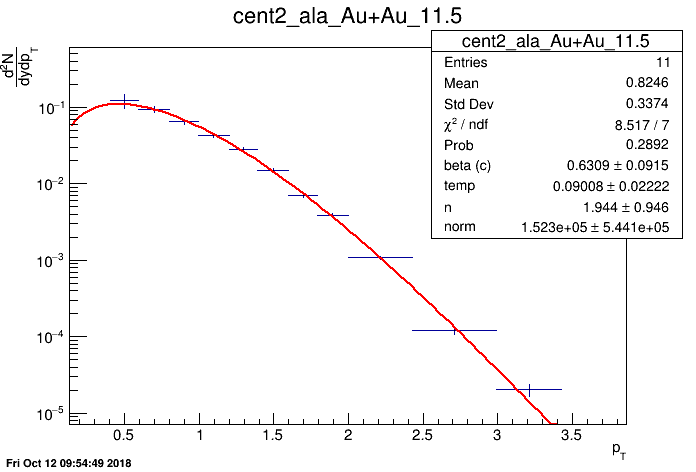 cent2_ala_Au+Au_11.5
d²N
dydp_T
cent2_ala_Au+Au_11.5
Entries 11
Mean 0.8246
Std Dev 0.3374
χ² / ndf 8.517 / 7
Prob 0.2892
beta (c) 0.6309 ± 0.0915
temp 0.09008 ± 0.02222
n 1.944 ± 0.946
norm 1.523e+05 ± 5.441e+05
10⁻¹
10⁻²
10⁻³
10⁻⁴
10⁻⁵
0.5 1 1.5 2 2.5 3 3.5
p_T
Fri Oct 12 09:54:49 2018